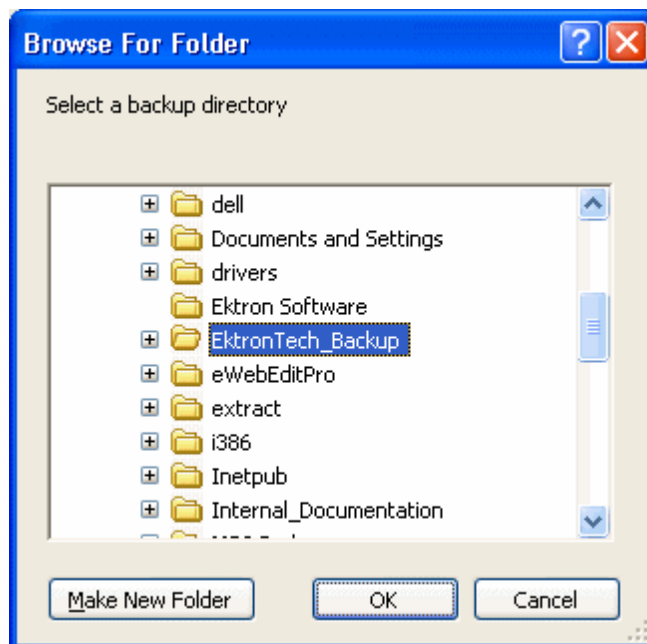 Browse For Folder
Select a backup directory
dell
Documents and Settings
drivers
Ektron Software
EktronTech_Backup
eWebEditPro
extract
i386
Inetpub
Internal_Documentation
Make New Folder
OK
Cancel